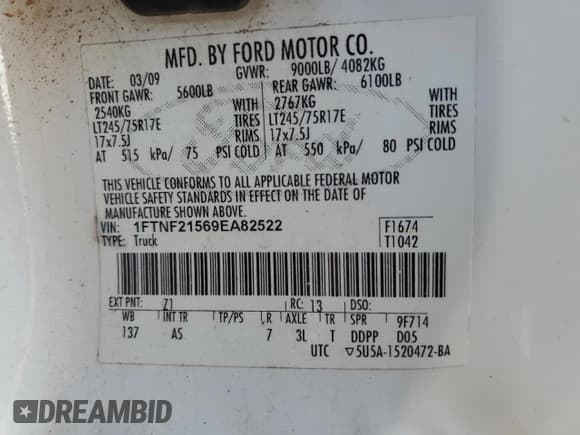 MFD. BY FORD MOTOR CO.
DATE: 03/09 GVWR: 9000LB/ 4082KG
FRONT GAWR: 5600LB REAR GAWR: 6100LB
2540KG WITH 2767KG WITH
LT245/75R17E TIRES LT245/75R17E TIRES
17x7.5J RIMS 17x7.5J RIMS
AT 515 kPa/ 75 PSI COLD AT 550 kPa/ 80 PSI COLD
THIS VEHICLE CONFORMS TO ALL APPLICABLE FEDERAL MOTOR
VEHICLE SAFETY STANDARDS IN EFFECT ON THE DATE OF
MANUFACTURE SHOWN ABOVE.
VIN: 1FTNF21569EA82522 F1674
TYPE: Truck T1042
EXT PNT: Z1 RC: 13 DSO:
WB INT TR TP/PS R AXLE TR SPR 9F714
137 AS 7 3L T DDPP D05
UTC ▽5U5A-1520472-BA
DREAMBID